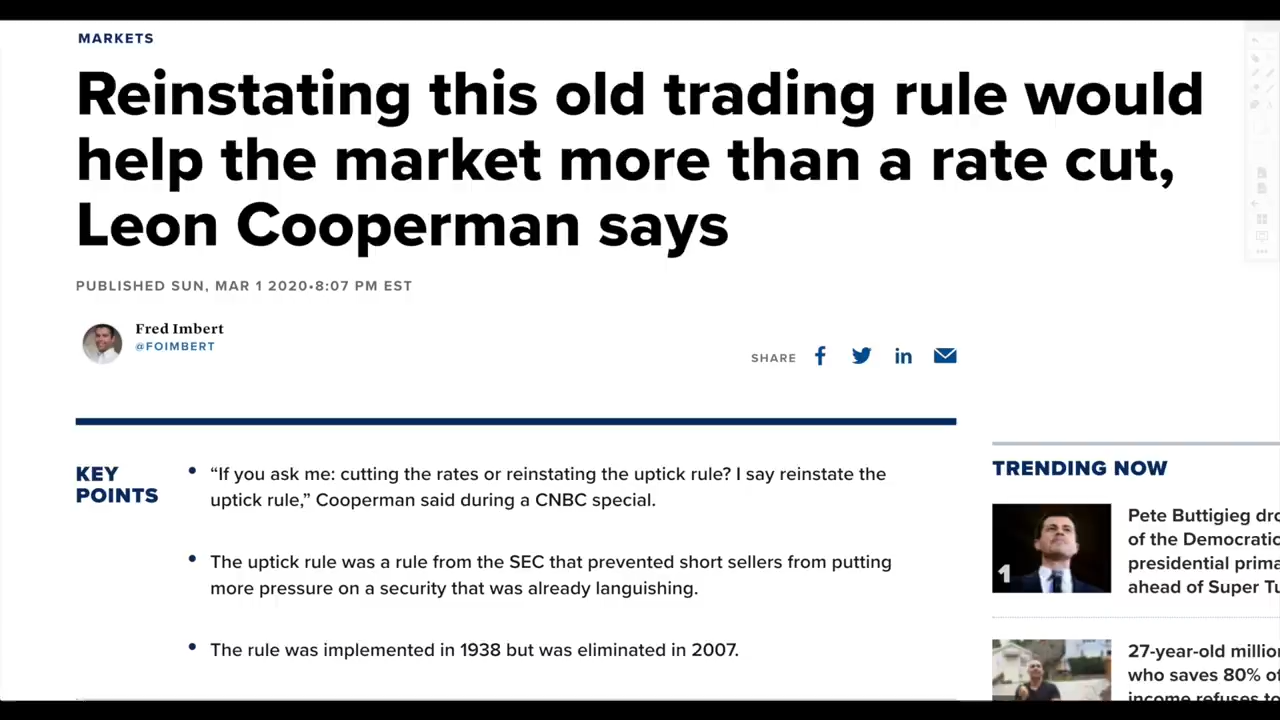 MARKETS
Reinstating this old trading rule would
help the market more than a rate cut,
Leon Cooperman says
PUBLISHED SUN, MAR 1 2020•8:07 PM EST
Fred Imbert
@FOIMBERT
SHARE
KEY
POINTS
• “If you ask me: cutting the rates or reinstating the uptick rule? I say reinstate the
uptick rule,” Cooperman said during a CNBC special.
• The uptick rule was a rule from the SEC that prevented short sellers from putting
more pressure on a security that was already languishing.
• The rule was implemented in 1938 but was eliminated in 2007.
TRENDING NOW
1
Pete Buttigieg dro
of the Democratic
presidential prima
ahead of Super Tu
27-year-old million
who saves 80% of
income refuses to